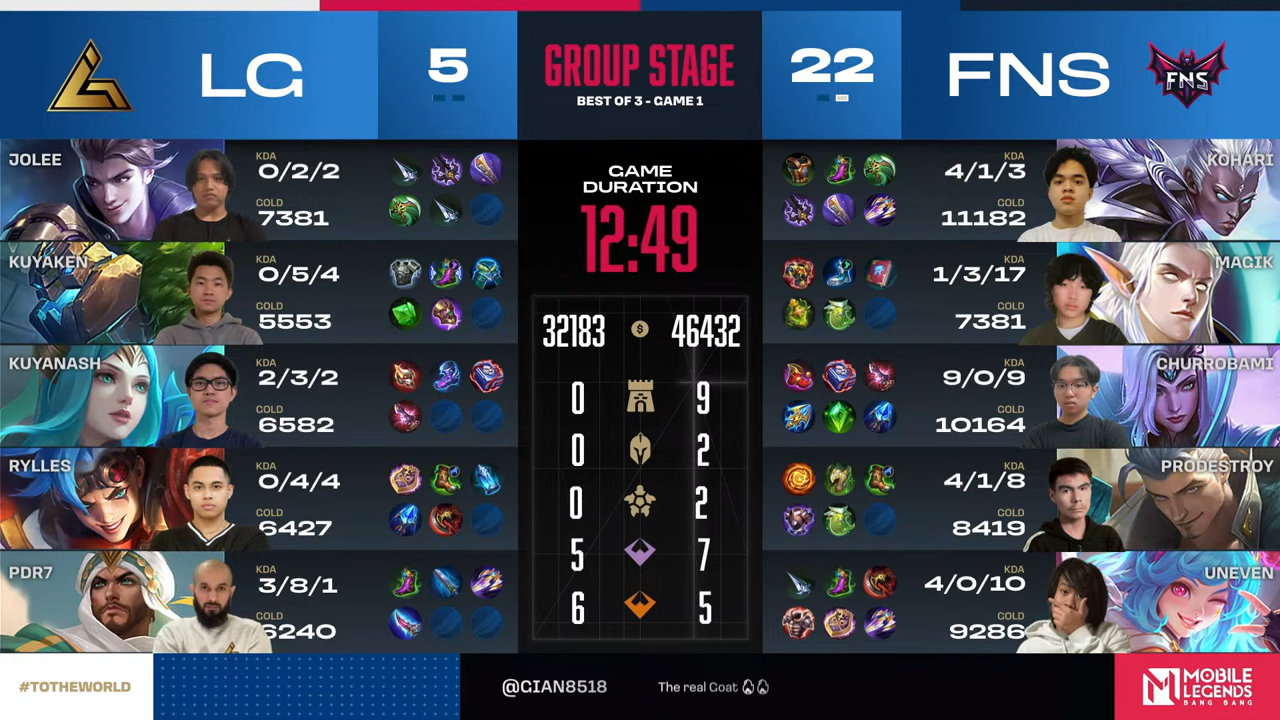 LG
5
GROUP STAGE
BEST OF 3 - GAME 1
22
FNS
FNS
JOLEE
KDA
0/2/2
GOLD
7381
KUYAKEN
KDA
0/5/4
GOLD
5553
KUYANASH
KDA
2/3/2
GOLD
6582
RYLLES
KDA
0/4/4
GOLD
6427
PDR7
KDA
3/8/1
GOLD
6240
GAME
DURATION
12:49
32183 $ 46432
0 9
0 2
0 2
5 7
6 5
KOHARI
KDA
4/1/3
GOLD
11182
MAGIK
KDA
1/3/17
GOLD
7381
CHURROBAMI
KDA
9/0/9
GOLD
10164
PRODESTROY
KDA
4/1/8
GOLD
8419
UNEVEN
KDA
4/0/10
GOLD
9286
#TOTHEWORLD
@GIAN8518
The real Goat 🔥🔥
MOBILE
LEGENDS
BANG BANG